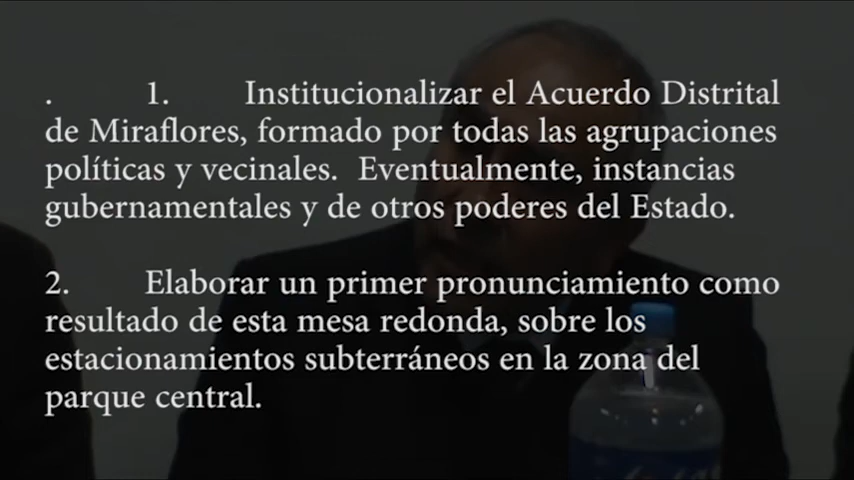 . 1. Institucionalizar el Acuerdo Distrital
de Miraflores, formado por todas las agrupaciones
políticas y vecinales. Eventualmente, instancias
gubernamentales y de otros poderes del Estado.
2. Elaborar un primer pronunciamiento como
resultado de esta mesa redonda, sobre los
estacionamientos subterráneos en la zona del
parque central.